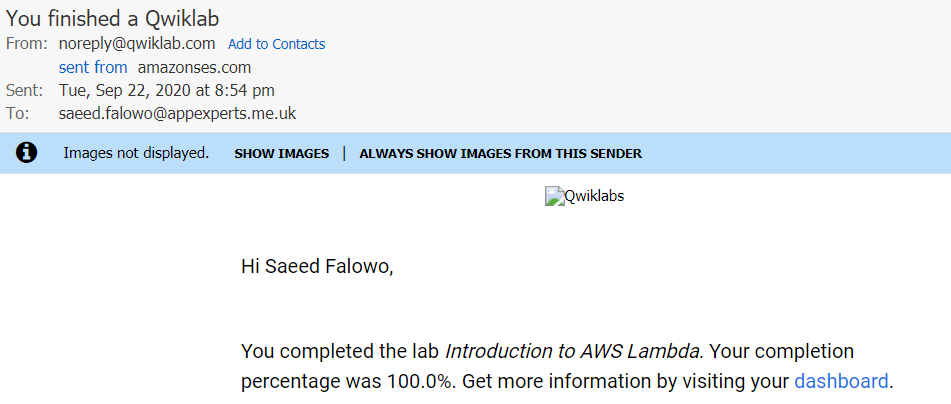 You finished a Qwiklab
From: noreply@qwiklab.com Add to Contacts
sent from amazonses.com
Sent: Tue, Sep 22, 2020 at 8:54 pm
To: saeed.falowo@appexperts.me.uk
Images not displayed. SHOW IMAGES | ALWAYS SHOW IMAGES FROM THIS SENDER
Qwiklabs
Hi Saeed Falowo,
You completed the lab Introduction to AWS Lambda. Your completion
percentage was 100.0%. Get more information by visiting your dashboard.